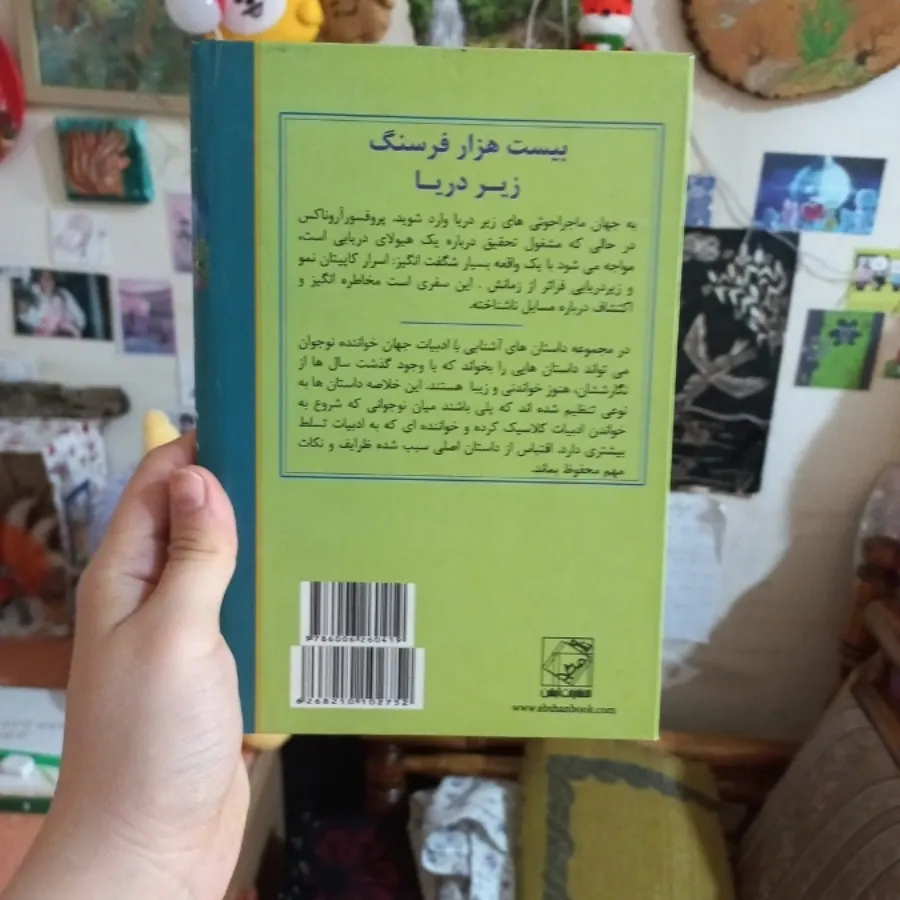 بیست هزار فرسنگ
زیر دریا
به جهان ماجراجوئی های زیر دریا وارد شوید، پروفسورآروناکس
در حالی که مشغول تحقیق درباره یک هیولای دریایی است،
مواجه می شود با یک واقعه بسیار شگفت انگیز: اسرار کاپیتان نمو
و زیردریایی فراتر از زمانش . این سفری است مخاطره انگیز و
اکتشاف درباره مسایل ناشناخته.
در مجموعه داستان های آشنایی با ادبیات جهان خواننده نوجوان
می تواند داستان هایی را بخواند که با وجود گذشت سال ها از
نگارششان، هنوز خواندنی و زیبا هستند. این خلاصه داستان ها به
نوعی تنظیم شده اند که پلی باشند میان نوجوانی که شروع به
خواندن ادبیات کلاسیک کرده و خواننده ای که به ادبیات تسلط
بیشتری دارد. اقتباس از داستان اصلی سبب شده ظرایف و نکات
مهم محفوظ بماند.
9786006260419
6268210102752
www.abshanbook.com